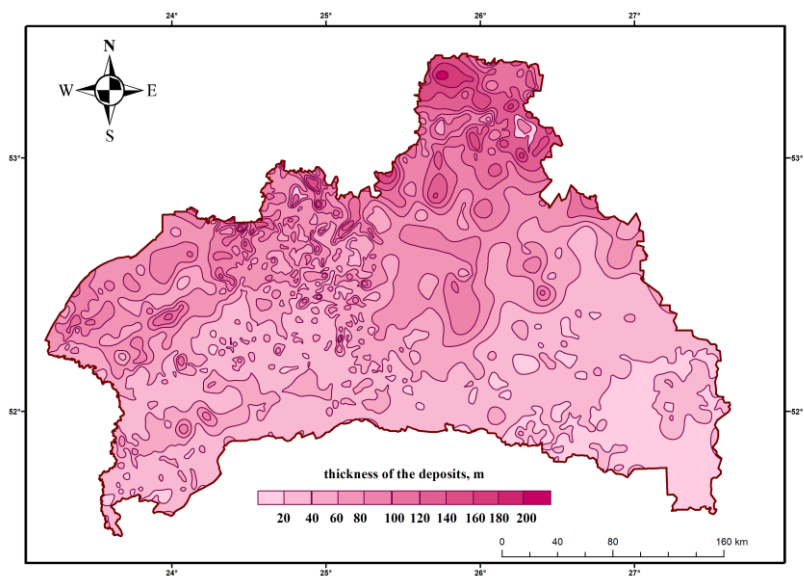 24° 25° 26° 27°
N
W E
S
53° 53°
52° 52°
thickness of the deposits, m
20 40 60 80 100 140 160 180 200
0 40 80 160 km
24° 25° 26° 27°